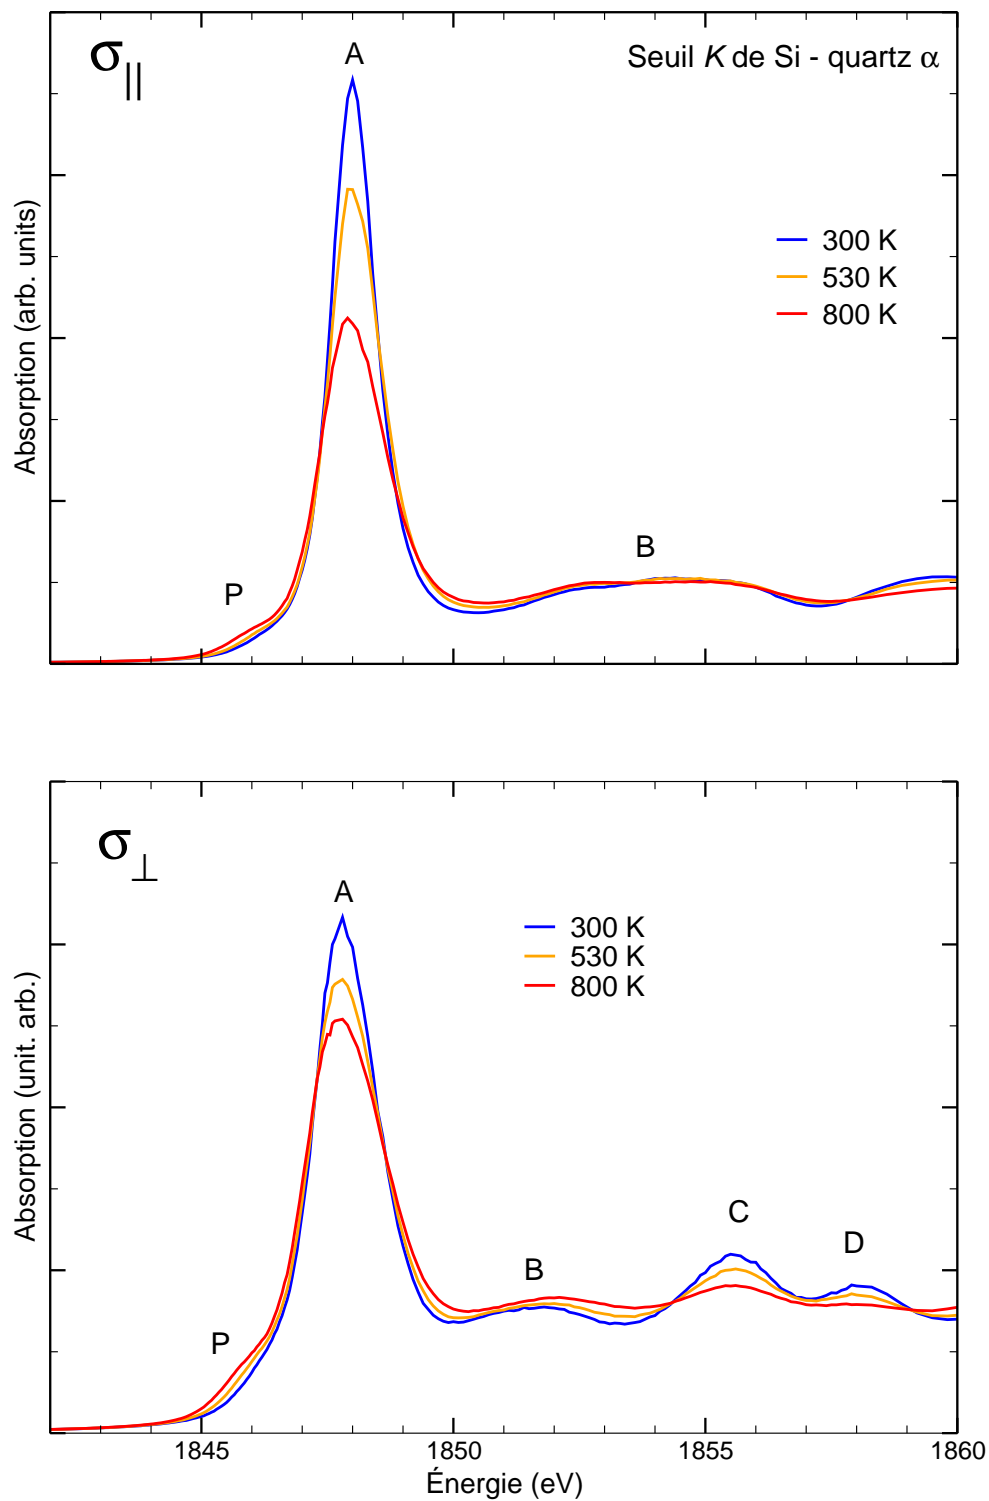 σ||
A
Seuil K de Si - quartz α
300 K
530 K
800 K
Absorption (arb. units)
B
P
σ⊥
A
300 K
530 K
800 K
Absorption (unit. arb.)
C
D
B
P
1845 1850 1855 1860
Énergie (eV)